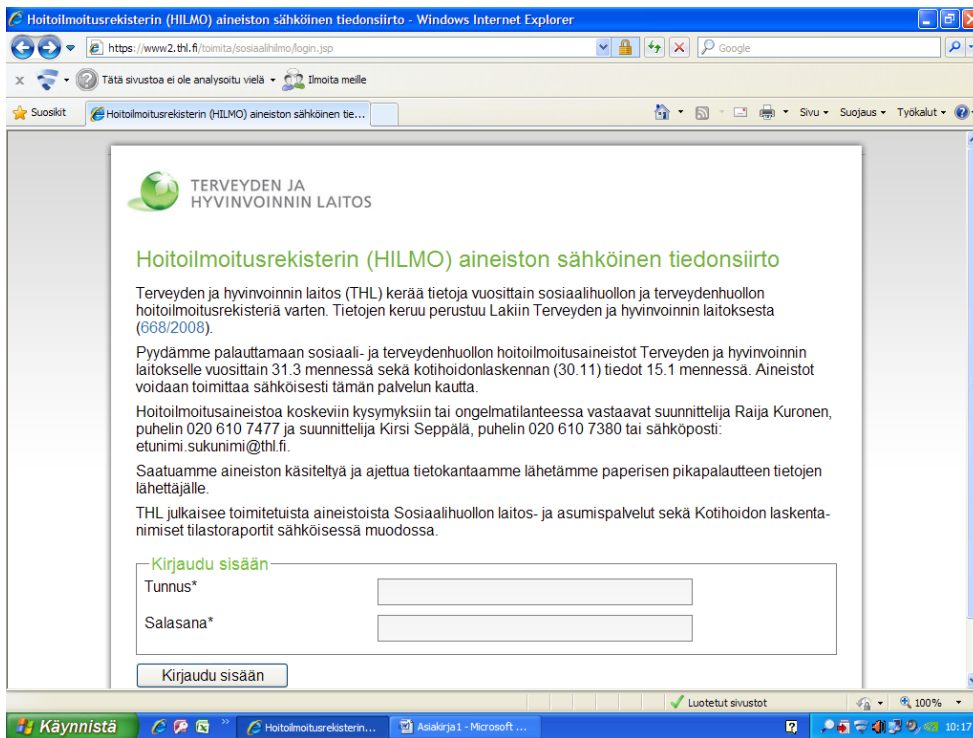 Hoitoilmoitusrekisterin (HILMO) aineiston sähköinen tiedonsiirto - Windows Internet Explorer
https://www2.thl.fi/toimita/sosiaalihilmo/login.jsp
Google
x
Tätä sivustoa ei ole analysoitu vielä
Ilmoita meille
Suosikit
Hoitoilmoitusrekisterin (HILMO) aineiston sähköinen tie...
Sivu
Suojaus
Työkalut
TERVEYDEN JA
HYVINVOINNIN LAITOS
Hoitoilmoitusrekisterin (HILMO) aineiston sähköinen tiedonsiirto
Terveyden ja hyvinvoinnin laitos (THL) kerää tietoja vuosittain sosiaalihuollon ja terveydenhuollon
hoitoilmoitusrekisteriä varten. Tietojen keruu perustuu Lakiin Terveyden ja hyvinvoinnin laitoksesta
(668/2008).
Pyydämme palauttamaan sosiaali- ja terveydenhuollon hoitoilmoitusaineistot Terveyden ja hyvinvoinnin
laitokselle vuosittain 31.3 mennessä sekä kotihoidonlaskennan (30.11) tiedot 15.1 mennessä. Aineistot
voidaan toimittaa sähköisesti tämän palvelun kautta.
Hoitoilmoitusaineistoa koskeviin kysymyksiin tai ongelmatilanteessa vastaavat suunnittelija Raija Kuronen,
puhelin 020 610 7477 ja suunnittelija Kirsi Seppälä, puhelin 020 610 7380 tai sähköposti:
etunimi.sukunimi@thl.fi.
Saatuamme aineiston käsiteltyä ja ajettua tietokantaamme lähetämme paperisen pikapalautteen tietojen
lähettäjälle.
THL julkaisee toimitetuista aineistoista Sosiaalihuollon laitos- ja asumispalvelut sekä Kotihoidon laskenta-
nimiset tilastoraportit sähköisessä muodossa.
Kirjaudu sisään
Tunnus*
Salasana*
Kirjaudu sisään
Luotetut sivustot
100%
Käynnistä
Hoitoilmoitusrekisterin...
Asiakirja1 - Microsoft ...
10:17